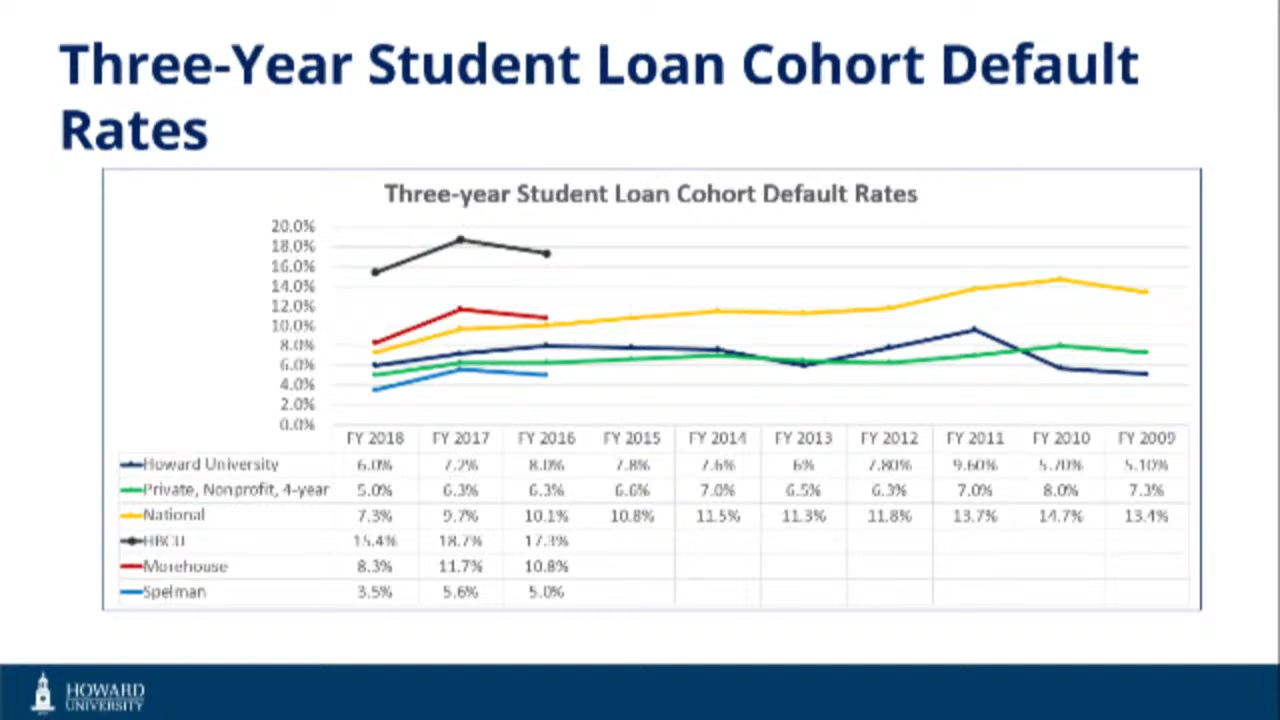 Three-Year Student Loan Cohort Default
Rates
Three-year Student Loan Cohort Default Rates
20.0%
18.0%
16.0%
14.0%
12.0%
10.0%
8.0%
6.0%
4.0%
2.0%
0.0%
FY 2018 FY 2017 FY 2016 FY 2015 FY 2014 FY 2013 FY 2012 FY 2011 FY 2010 FY 2009
Howard University 6.0% 7.2% 8.0% 7.8% 7.6% 6% 7.80% 9.60% 5.70% 5.10%
Private, Nonprofit, 4-year 5.0% 6.3% 6.3% 6.6% 7.0% 6.5% 6.3% 7.0% 8.0% 7.3%
National 7.3% 9.7% 10.1% 10.8% 11.5% 11.3% 11.8% 13.7% 14.7% 13.4%
HBCU 15.4% 18.7% 17.3%
Morehouse 8.3% 11.7% 10.8%
Spelman 3.5% 5.6% 5.0%
HOWARD
UNIVERSITY